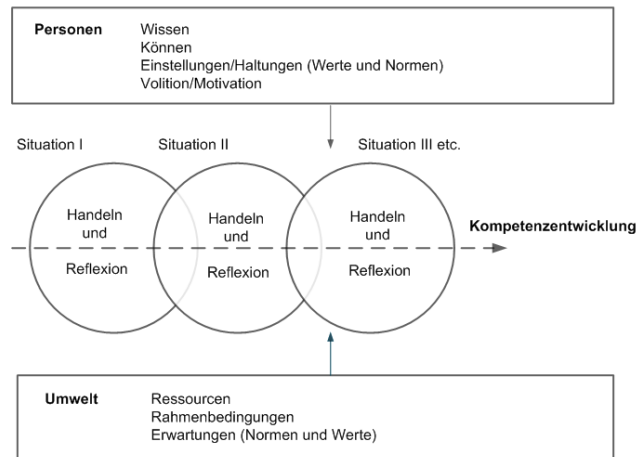 Personen Wissen
Können
Einstellungen/Haltungen (Werte und Normen)
Volition/Motivation
Situation I Situation II Situation III etc.
Handeln und Reflexion
Handeln und Reflexion
Handeln und Reflexion
Kompetenzentwicklung
Umwelt Ressourcen
Rahmenbedingungen
Erwartungen (Normen und Werte)